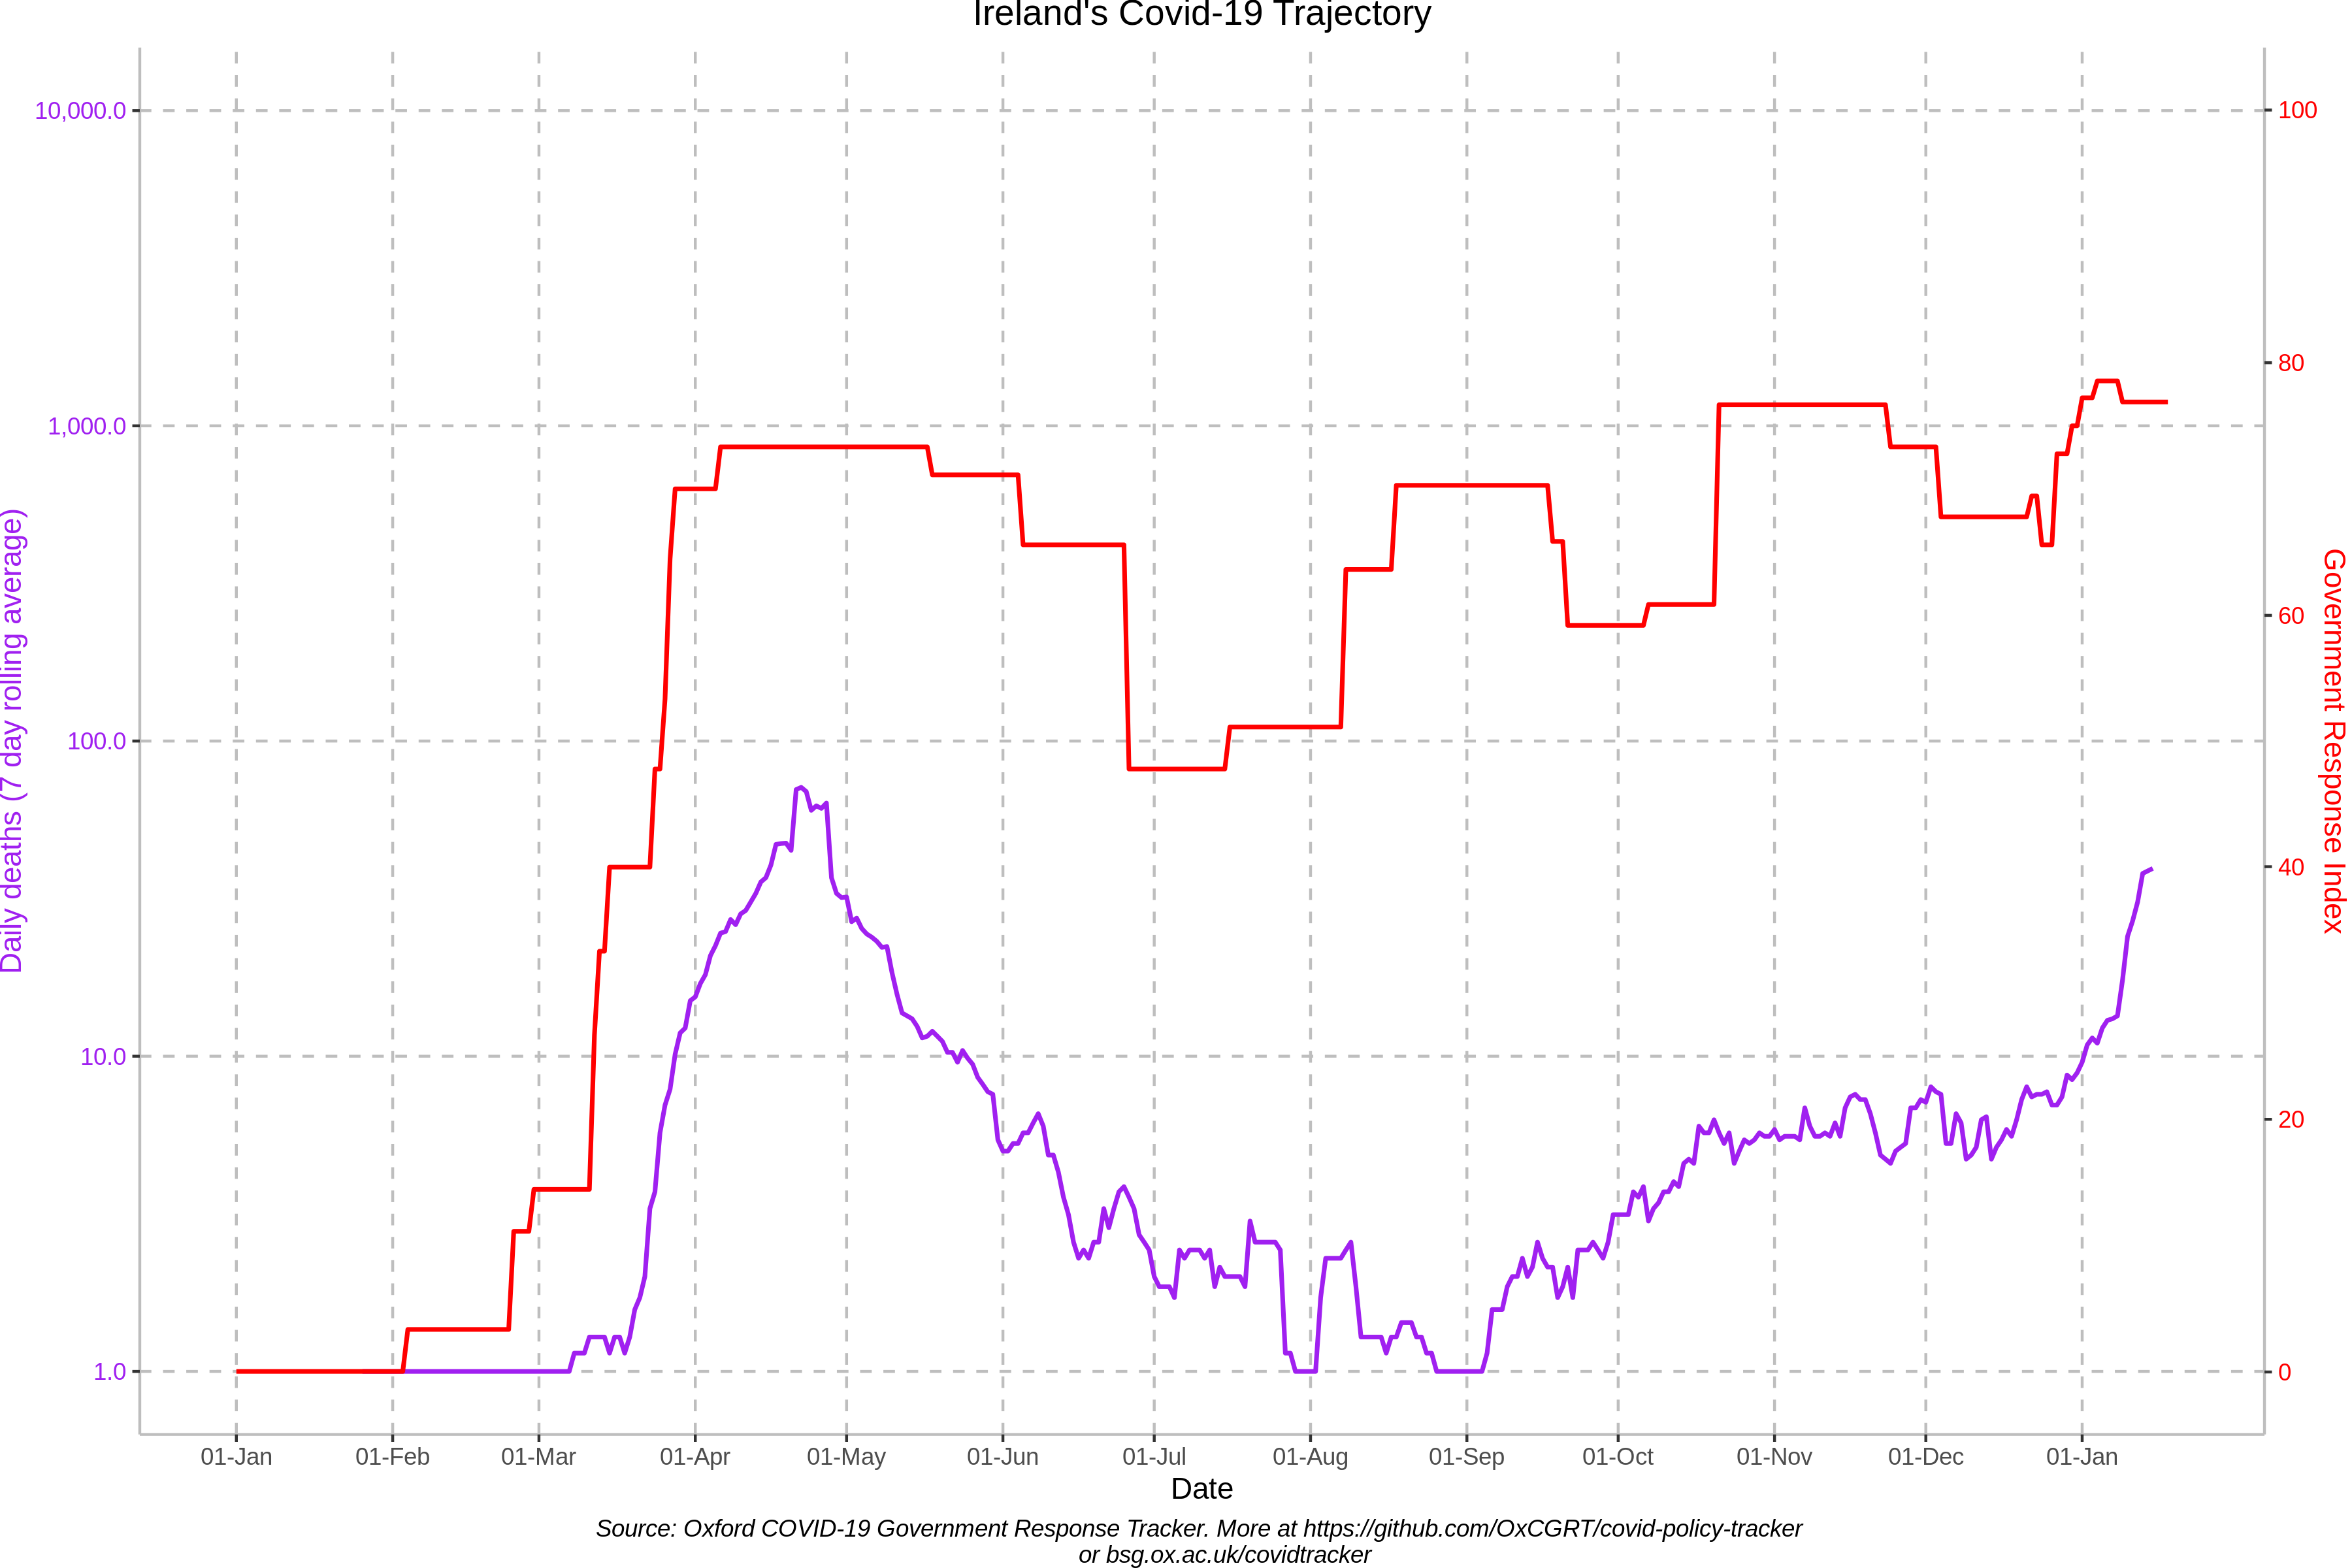 Ireland's Covid-19 Trajectory
10,000.0
1,000.0
100.0
10.0
1.0
Daily deaths (7 day rolling average)
100
80
60
40
20
0
Government Response Index
01-Jan 01-Feb 01-Mar 01-Apr 01-May 01-Jun 01-Jul 01-Aug 01-Sep 01-Oct 01-Nov 01-Dec 01-Jan
Date
Source: Oxford COVID-19 Government Response Tracker. More at https://github.com/OxCGRT/covid-policy-tracker
or bsg.ox.ac.uk/covidtracker